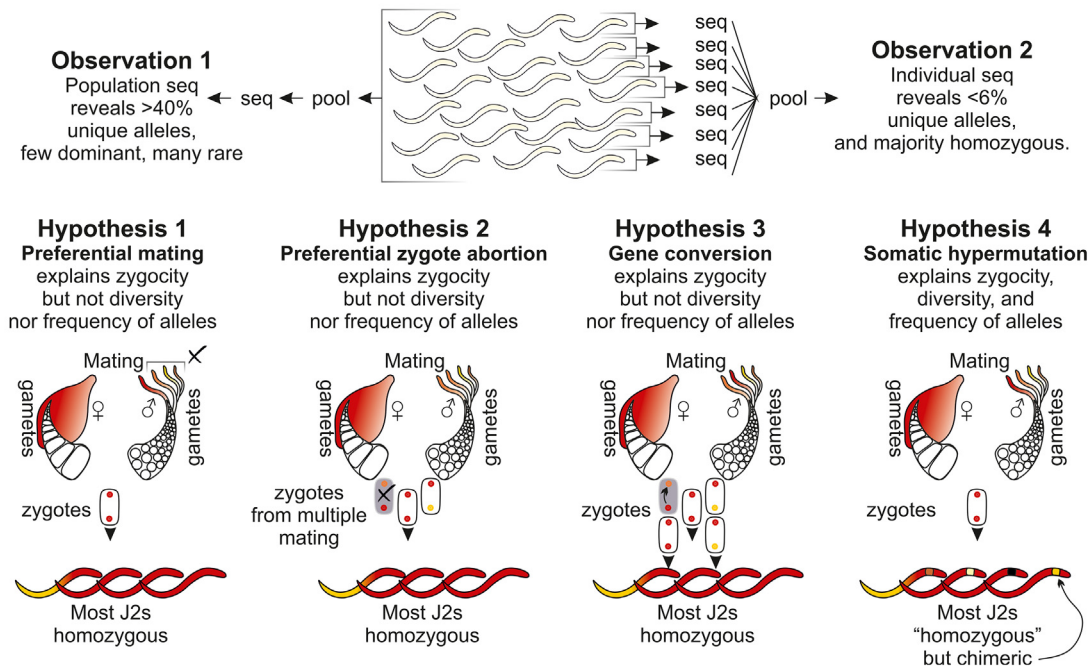 Observation 1
Population seq
reveals >40%
unique alleles,
few dominant, many rare
seq
pool
seq
seq
seq
seq
seq
seq
seq
pool
Observation 2
Individual seq
reveals <6%
unique alleles,
and majority homozygous.
Hypothesis 1
Preferential mating
explains zygocity
but not diversity
nor frequency of alleles
Mating
gametes
♀
♂
gametes
zygotes
Most J2s
homozygous
Hypothesis 2
Preferential zygote abortion
explains zygocity
but not diversity
nor frequency of alleles
Mating
gametes
♀
♂
gametes
zygotes
from multiple
mating
Most J2s
homozygous
Hypothesis 3
Gene conversion
explains zygocity
but not diversity
nor frequency of alleles
Mating
gametes
♀
♂
gametes
zygotes
Most J2s
homozygous
Hypothesis 4
Somatic hypermutation
explains zygocity,
diversity, and
frequency of alleles
Mating
gametes
♀
♂
gametes
zygotes
Most J2s
“homozygous”
but chimeric